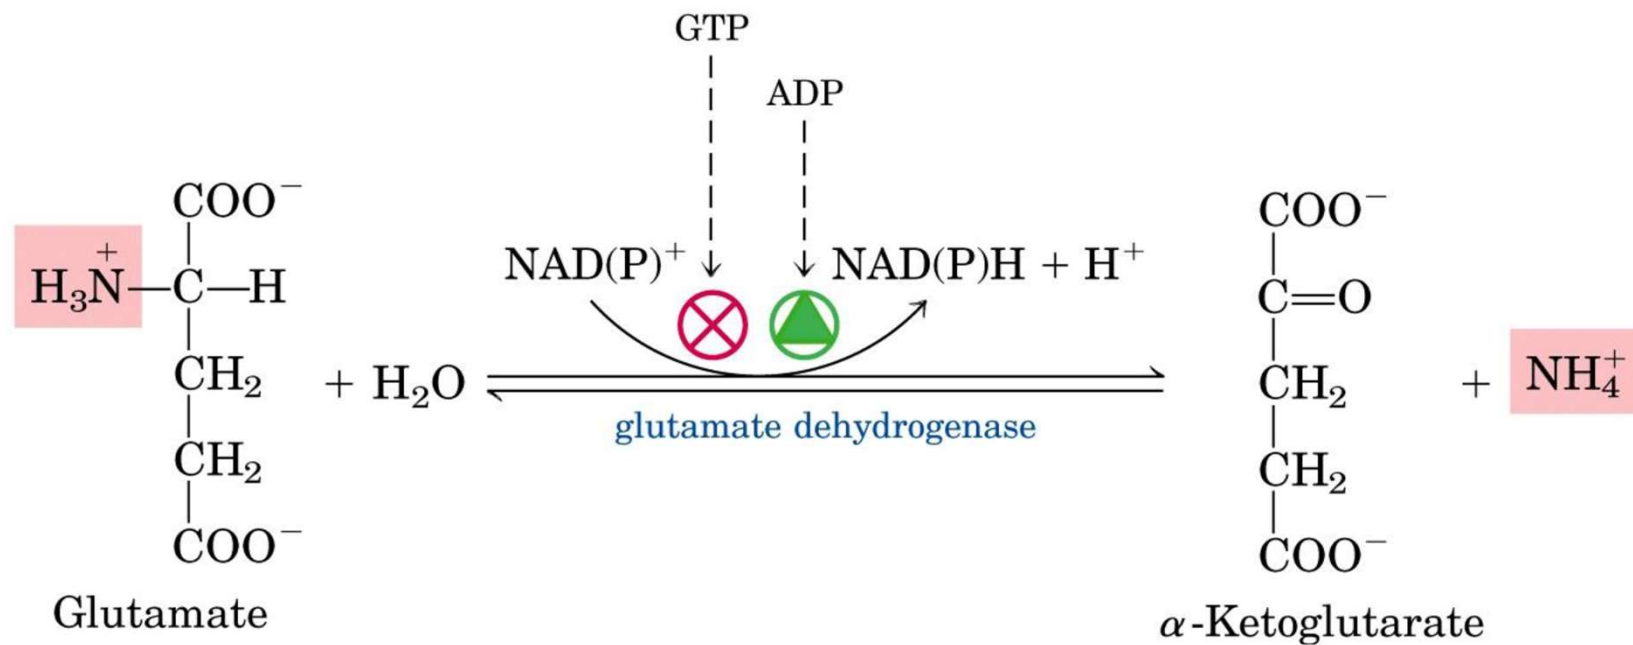 GTP
ADP
NAD(P)⁺
NAD(P)H + H⁺
COO⁻
H₃N⁺—C—H
CH₂
CH₂
COO⁻
Glutamate
+ H₂O
glutamate dehydrogenase
COO⁻
C=O
CH₂
CH₂
COO⁻
α-Ketoglutarate
+ NH₄⁺